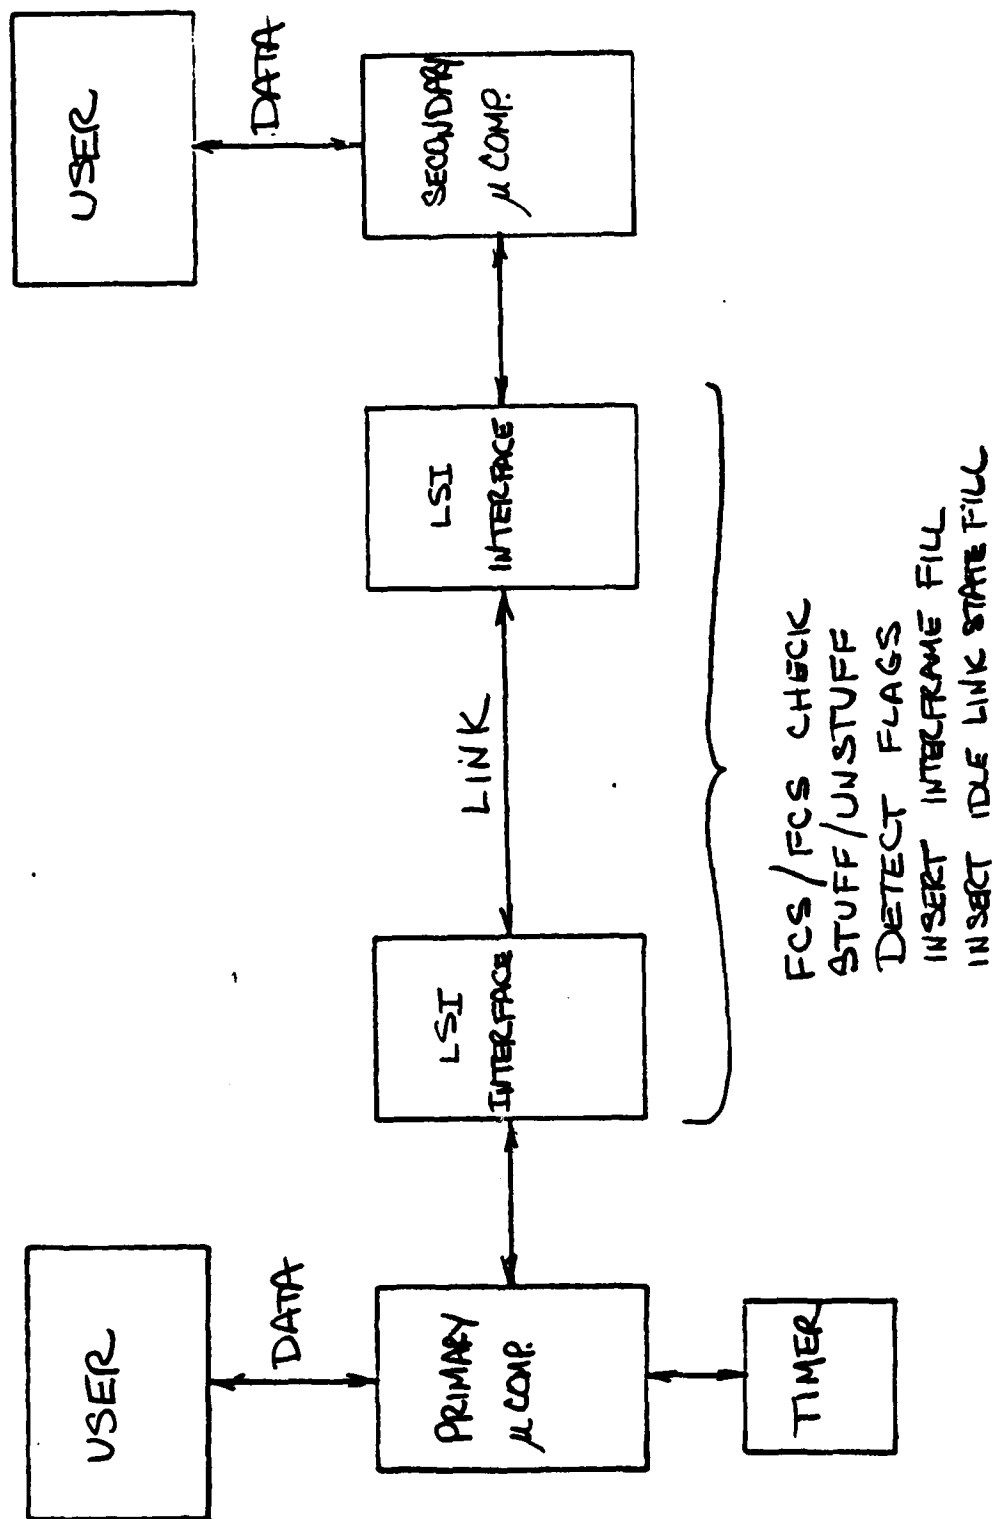 USER
DATA
PRIMARY
μ COMP.
TIMER
LSI
INTERFACE
LINK
LSI
INTERFACE
USER
DATA
SECONDARY
μ COMP.
FCS/FCS CHECK
STUFF/UNSTUFF
DETECT FLAGS
INSERT INTERFRAME FILL
INSERT IDLE LINK STATE FILL